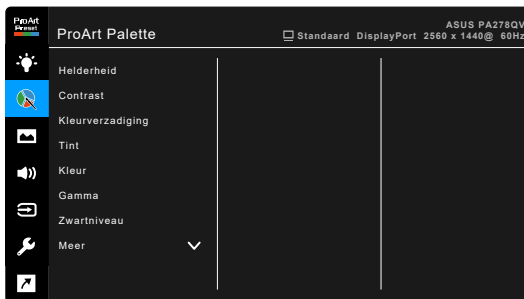 ProArt
Preset
ProArt Palette
ASUS PA278QV
Standaard DisplayPort 2560 x 1440@ 60Hz
Helderheid
Contrast
Kleurverzadiging
Tint
Kleur
Gamma
Zwartniveau
Meer